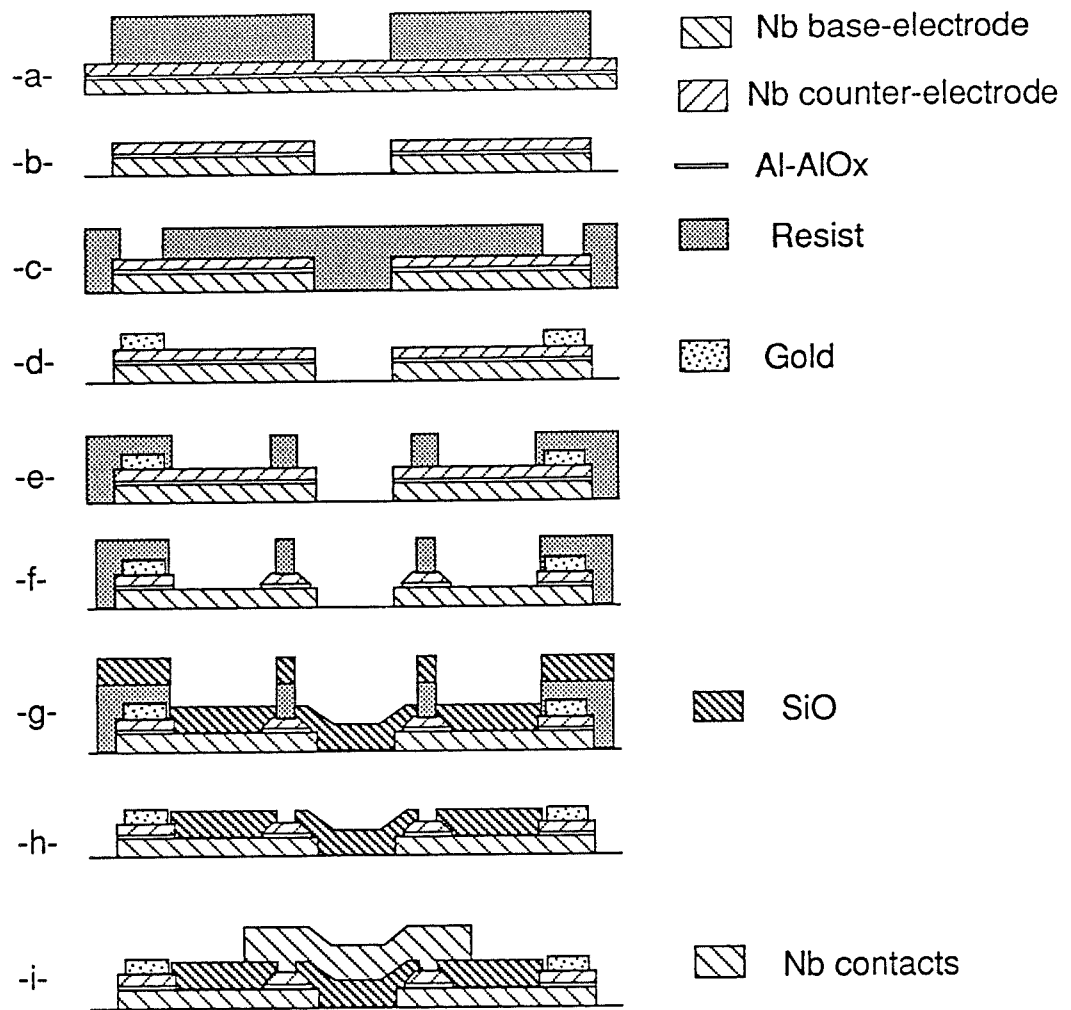 -a-
Nb base-electrode
Nb counter-electrode
-b-
Al-AlOx
-c-
Resist
-d-
Gold
-e-
-f-
-g-
SiO
-h-
-i-
Nb contacts